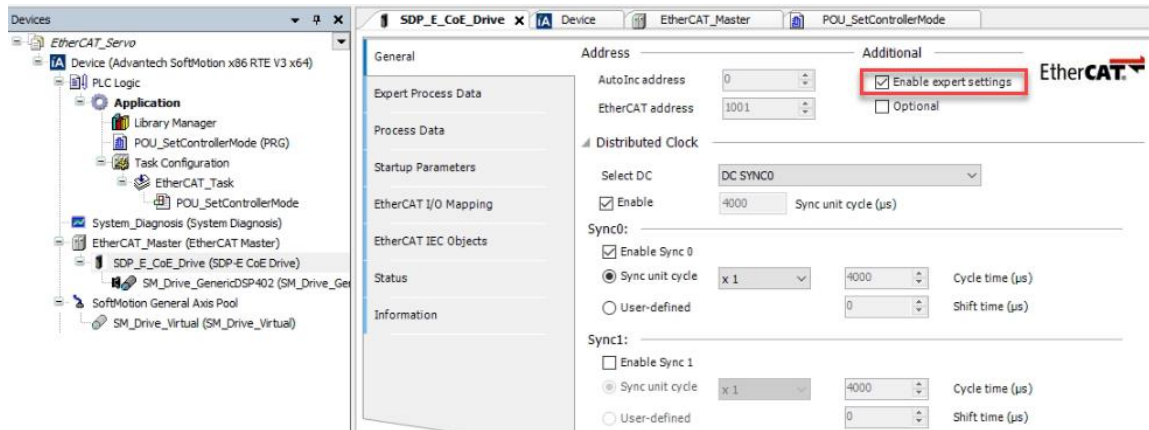 Devices
EtherCAT_Servo
Device (Advantech SoftMotion x86 RTE V3 x64)
PLC Logic
Application
Library Manager
POU_SetControllerMode (PRG)
Task Configuration
EtherCAT_Task
POU_SetControllerMode
System_Diagnosis (System Diagnosis)
EtherCAT_Master (EtherCAT Master)
SDP_E_CoE_Drive (SDP-E CoE Drive)
SM_Drive_GenericDSP402 (SM_Drive_Ger
SoftMotion General Axis Pool
SM_Drive_Virtual (SM_Drive_Virtual)
SDP_E_CoE_Drive X iA Device EtherCAT_Master POU_SetControllerMode
General
Expert Process Data
Process Data
Startup Parameters
EtherCAT I/O Mapping
EtherCAT IEC Objects
Status
Information
Address Additional
AutoInc address 0 Enable expert settings EtherCAT.
EtherCAT address 1001 Optional
Distributed Clock
Select DC DC SYNC0
Enable 4000 Sync unit cycle (µs)
Sync0:
Enable Sync 0
Sync unit cycle x 1 4000 Cycle time (µs)
User-defined 0 Shift time (µs)
Sync1:
Enable Sync 1
Sync unit cycle x 1 4000 Cycle time (µs)
User-defined 0 Shift time (µs)